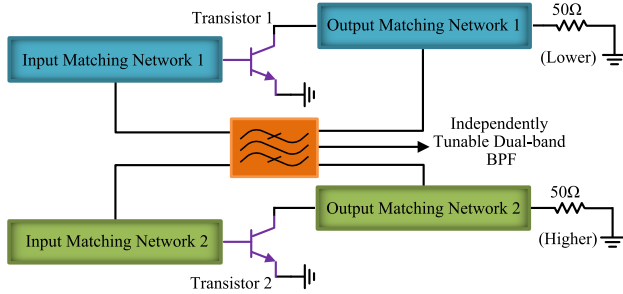 Transistor 1
Output Matching Network 1
50Ω
Input Matching Network 1
(Lower)
Independently
Tunable Dual-band
BPF
Output Matching Network 2
50Ω
Input Matching Network 2
(Higher)
Transistor 2